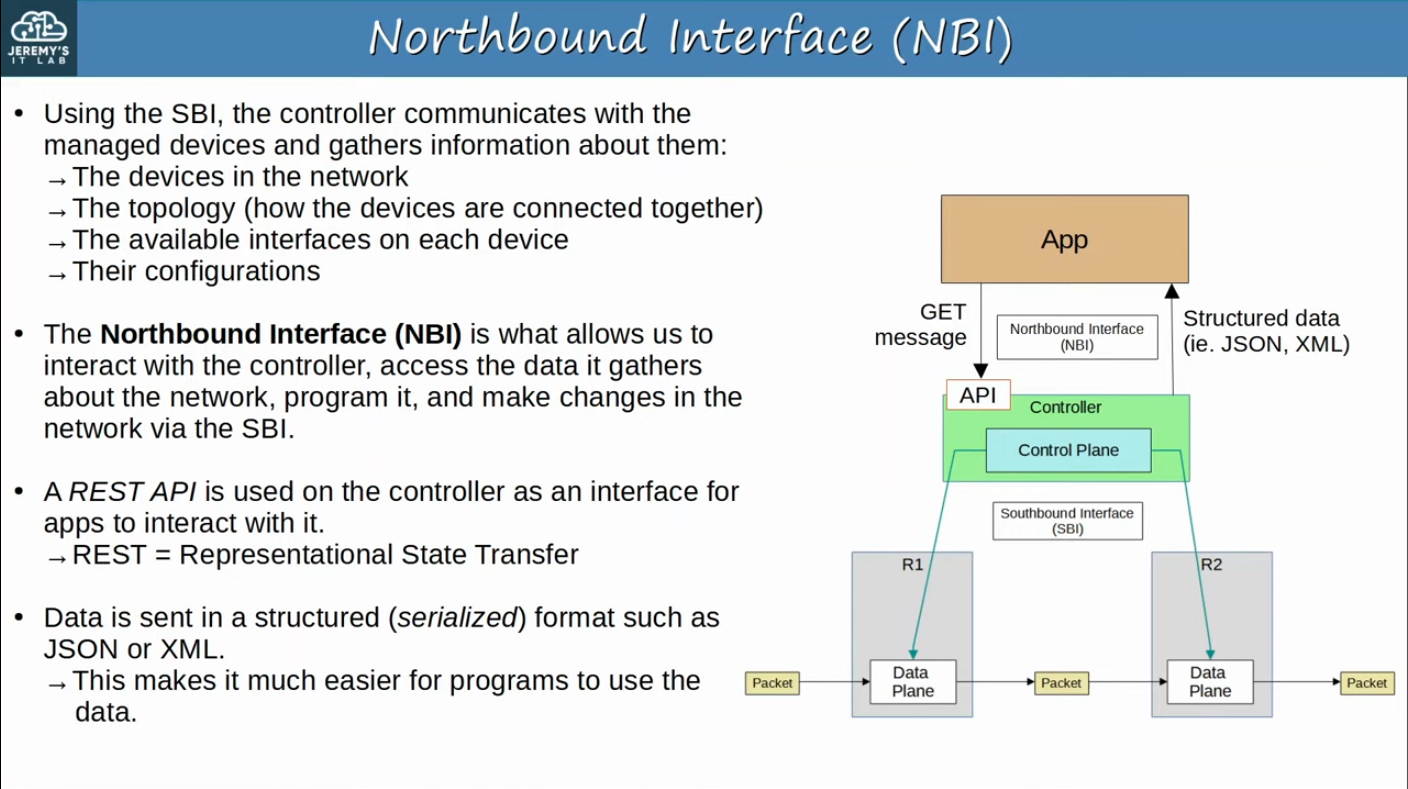 JEREMY'S
IT LAB
Northbound Interface (NBI)
• Using the SBI, the controller communicates with the
managed devices and gathers information about them:
→The devices in the network
→The topology (how the devices are connected together)
→The available interfaces on each device
→Their configurations
• The Northbound Interface (NBI) is what allows us to
interact with the controller, access the data it gathers
about the network, program it, and make changes in the
network via the SBI.
• A REST API is used on the controller as an interface for
apps to interact with it.
→REST = Representational State Transfer
• Data is sent in a structured (serialized) format such as
JSON or XML.
→This makes it much easier for programs to use the
data.
App
GET
message
Northbound Interface
(NBI)
Structured data
(ie. JSON, XML)
API
Controller
Control Plane
Southbound Interface
(SBI)
R1
R2
Packet
Data
Plane
Packet
Data
Plane
Packet